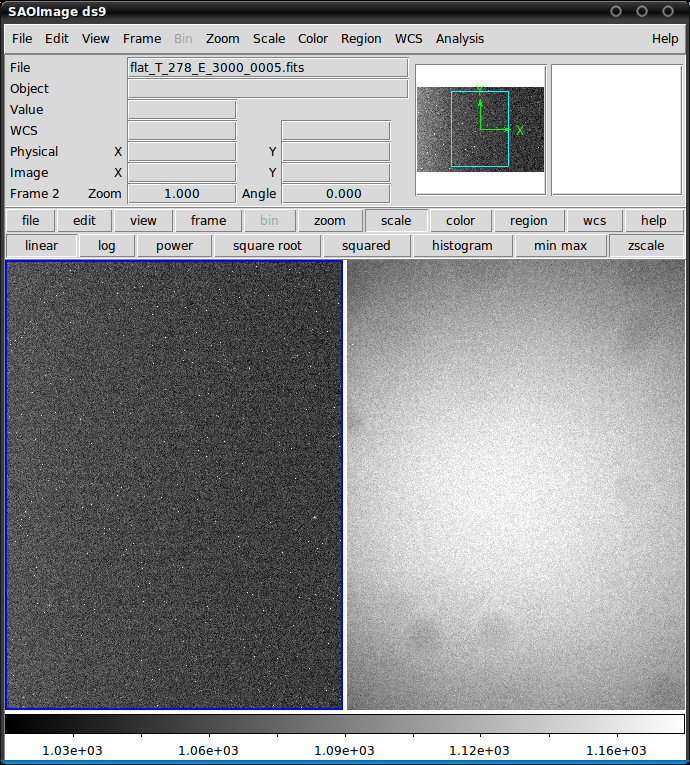 SAOImage ds9
File Edit View Frame Bin Zoom Scale Color Region WCS Analysis Help
File flat_T_278_E_3000_0005.fits
Object
Value
WCS
Physical X Y
Image X Y
Frame 2 Zoom 1.000 Angle 0.000
Y
X
file edit view frame bin zoom scale color region wcs help
linear log power square root squared histogram min max zscale
1.03e+03 1.06e+03 1.09e+03 1.12e+03 1.16e+03